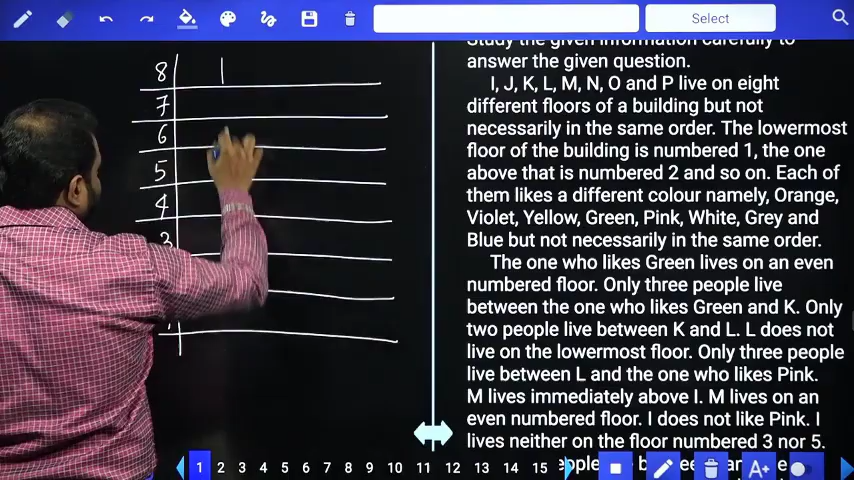 Select
8
7
6
5
4
3
Study the given information carefully to
answer the given question.
I, J, K, L, M, N, O and P live on eight
different floors of a building but not
necessarily in the same order. The lowermost
floor of the building is numbered 1, the one
above that is numbered 2 and so on. Each of
them likes a different colour namely, Orange,
Violet, Yellow, Green, Pink, White, Grey and
Blue but not necessarily in the same order.
The one who likes Green lives on an even
numbered floor. Only three people live
between the one who likes Green and K. Only
two people live between K and L. L does not
live on the lowermost floor. Only three people
live between L and the one who likes Pink.
M lives immediately above I. M lives on an
even numbered floor. I does not like Pink. I
lives neither on the floor numbered 3 nor 5.
1 2 3 4 5 6 7 8 9 10 11 12 13 14 15
A+